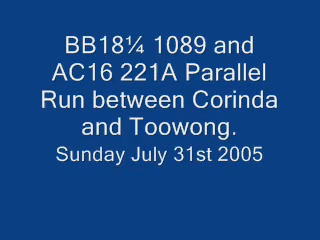 BB18¼ 1089 and
AC16 221A Parallel
Run between Corinda
and Toowong.
Sunday July 31st 2005